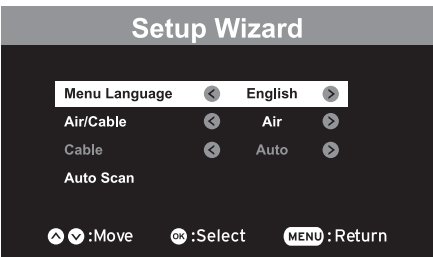 Setup Wizard
Menu Language English
Air/Cable Air
Cable Auto
Auto Scan
:Move OK :Select MENU : Return